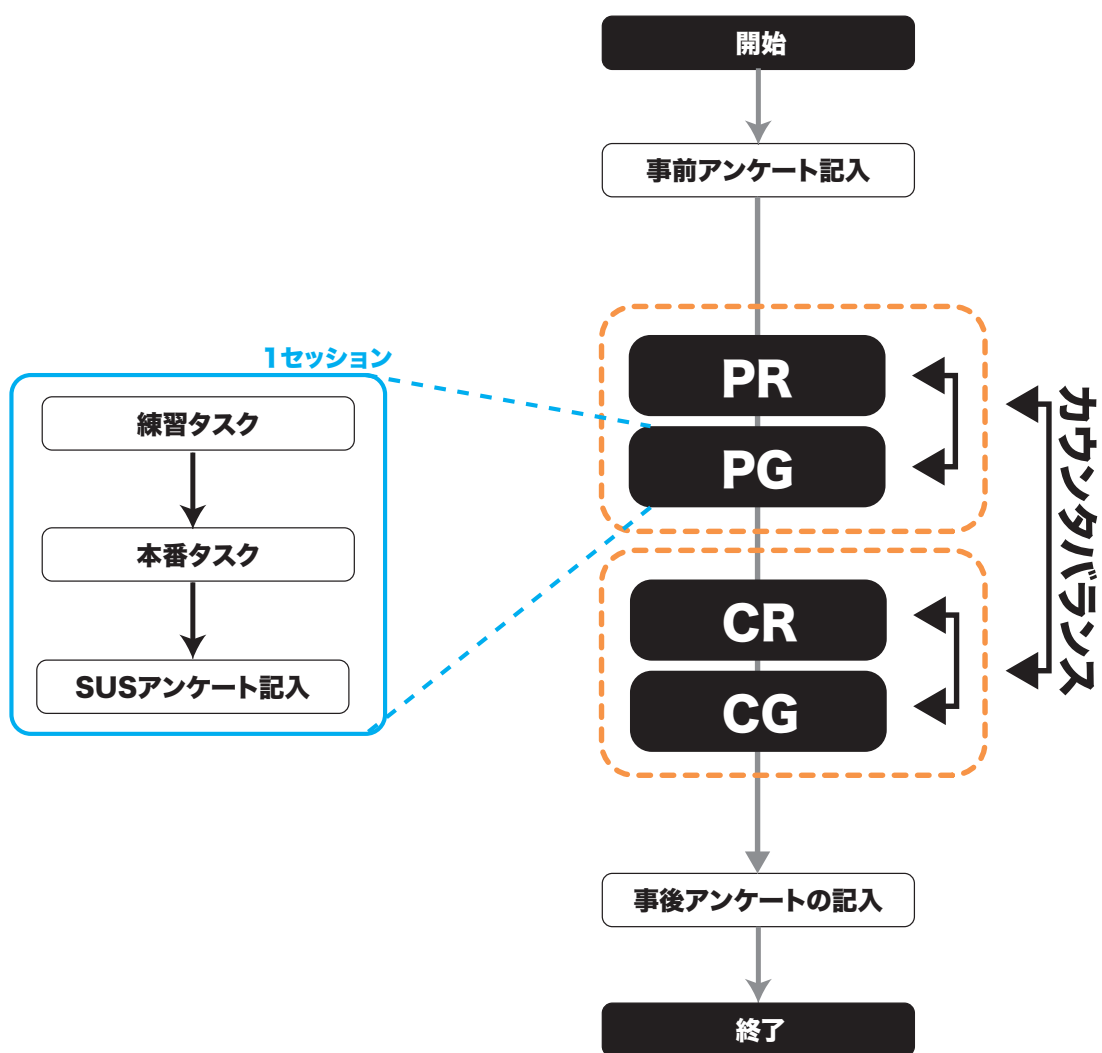 開始
事前アンケート記入
1セッション
練習タスク
本番タスク
SUSアンケート記入
PR
PG
CR
CG
カウンタバランス
事後アンケートの記入
終了